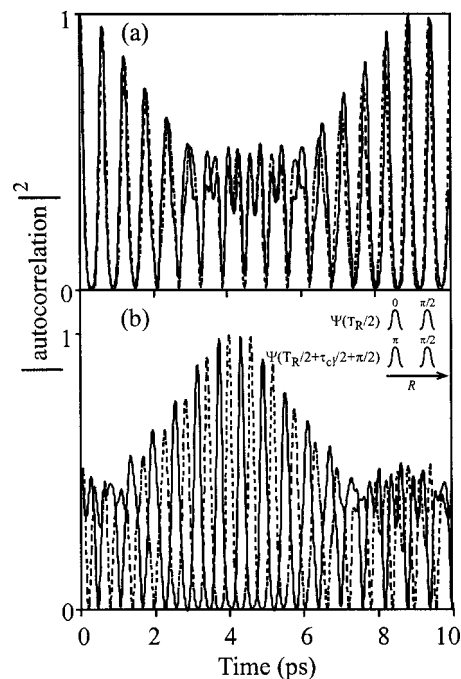 1
(a)
0
|autocorrelation|²
1
(b)
0 π/2
Ψ(T_R/2)
π π/2
Ψ(T_R/2+τ_cl/2+π/2)
R
0
0 2 4 6 8 10
Time (ps)